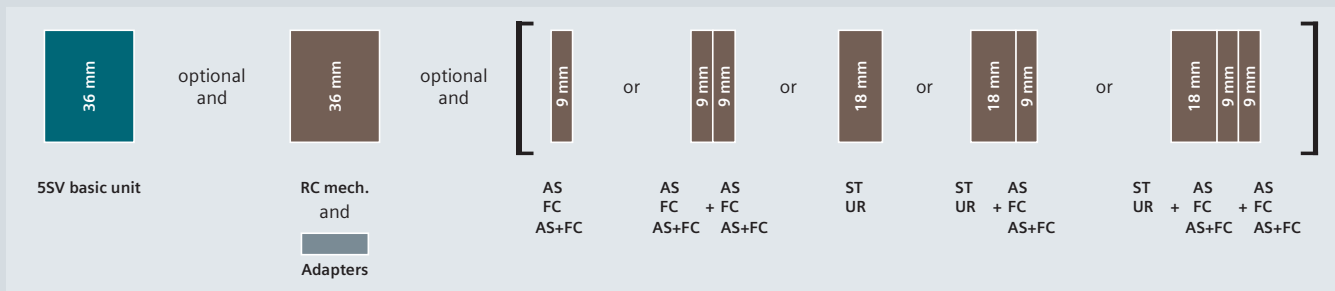 36 mm
optional
and
36 mm
optional
and
9 mm
or
9 mm
9 mm
or
18 mm
or
18 mm
9 mm
or
18 mm
9 mm
9 mm
5SV basic unit
RC mech.
and
Adapters
AS
FC
AS+FC
AS AS
FC + FC
AS+FC AS+FC
ST
UR
ST AS
UR + FC
AS+FC
ST AS AS
UR + FC + FC
AS+FC AS+FC